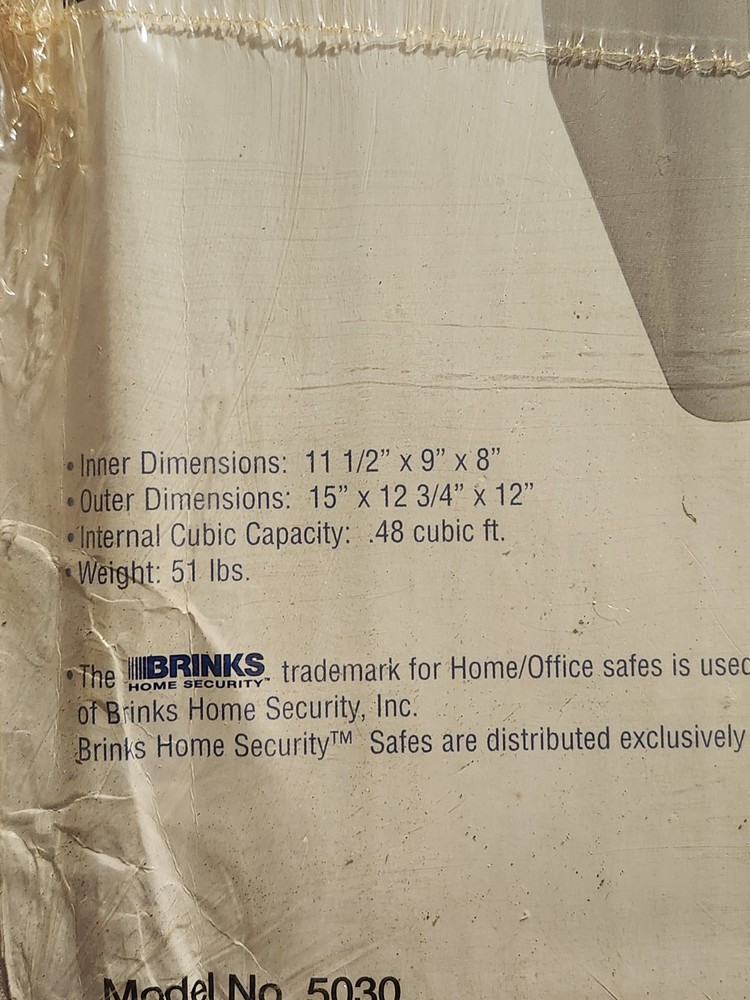 • Inner Dimensions: 11 1/2” x 9” x 8”
• Outer Dimensions: 15” x 12 3/4” x 12”
• Internal Cubic Capacity: .48 cubic ft.
• Weight: 51 lbs.
• The BRINKS HOME SECURITY™ trademark for Home/Office safes is used
of Brinks Home Security, Inc.
Brinks Home Security™ Safes are distributed exclusively
Model No. 5030